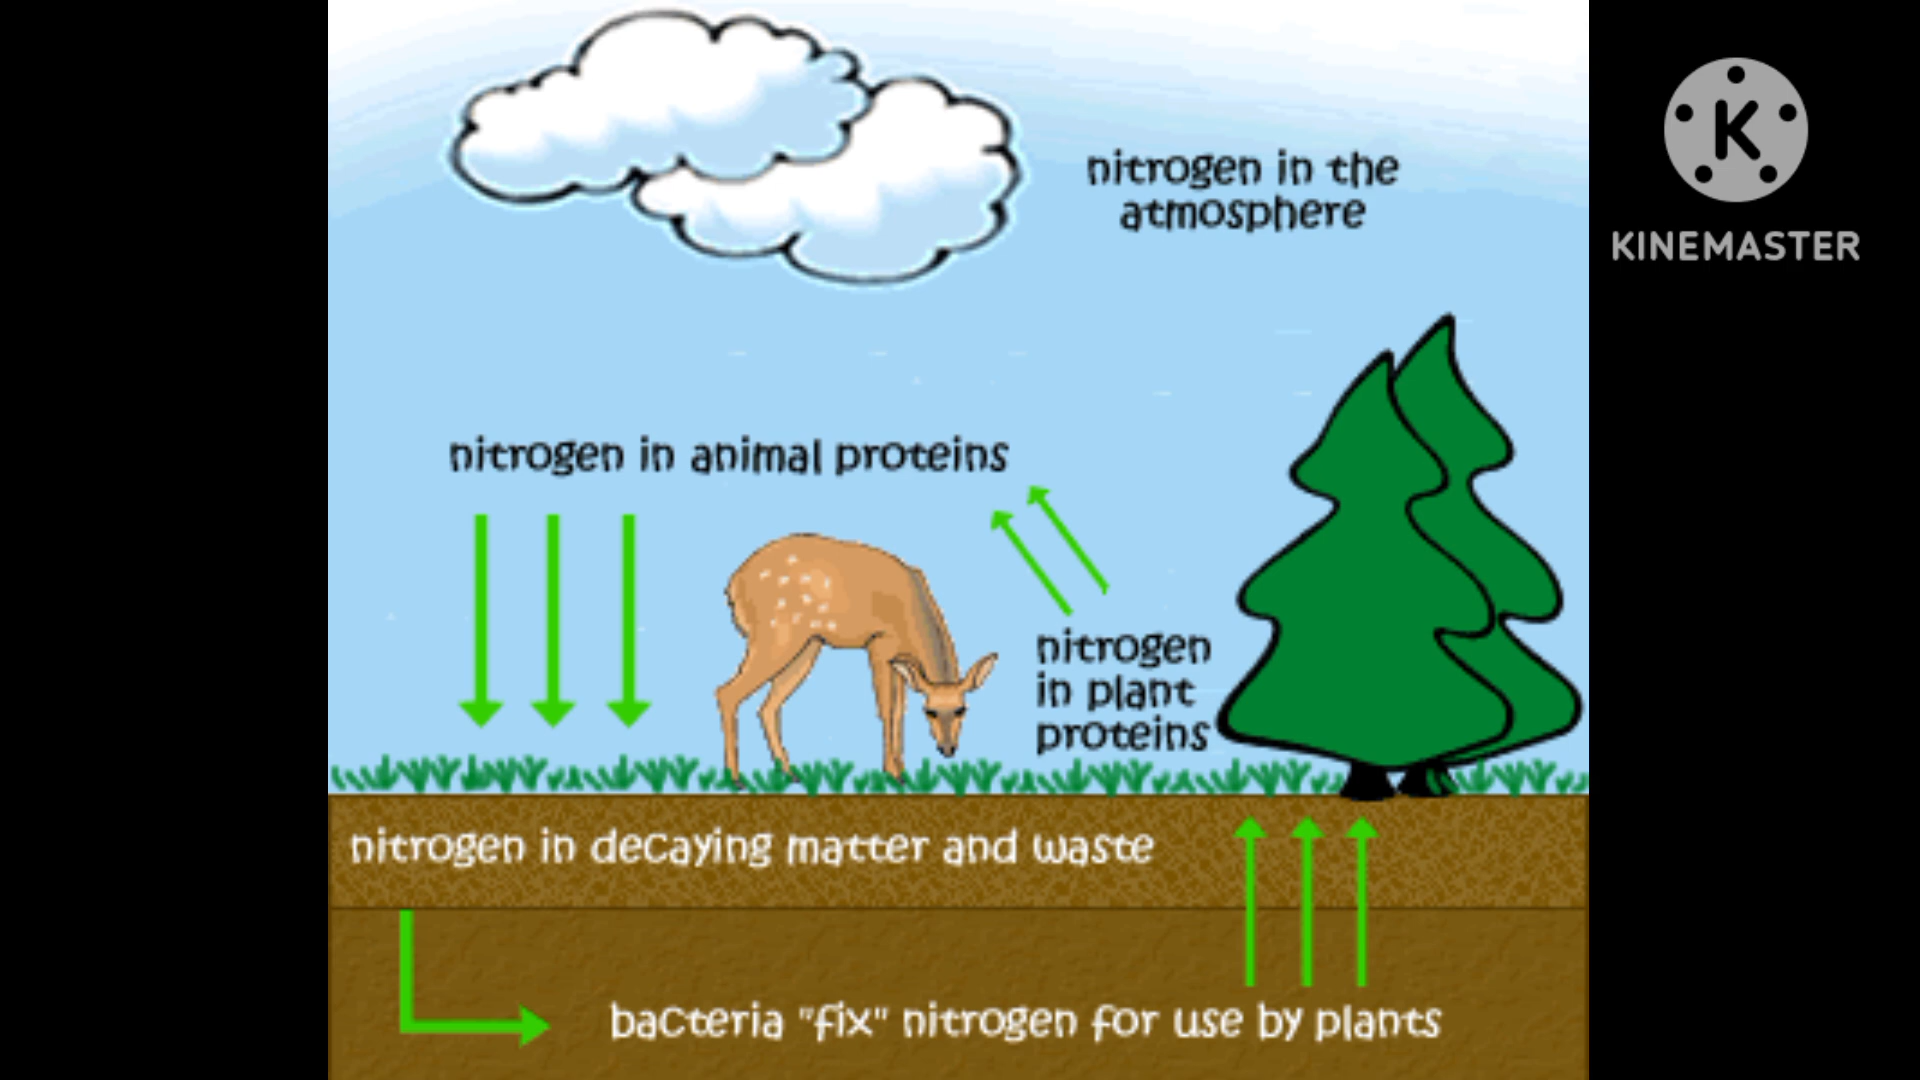 nitrogen in the
atmosphere
KINEMASTER
nitrogen in animal proteins
nitrogen
in plant
proteins
nitrogen in decaying matter and waste
bacteria "fix" nitrogen for use by plants